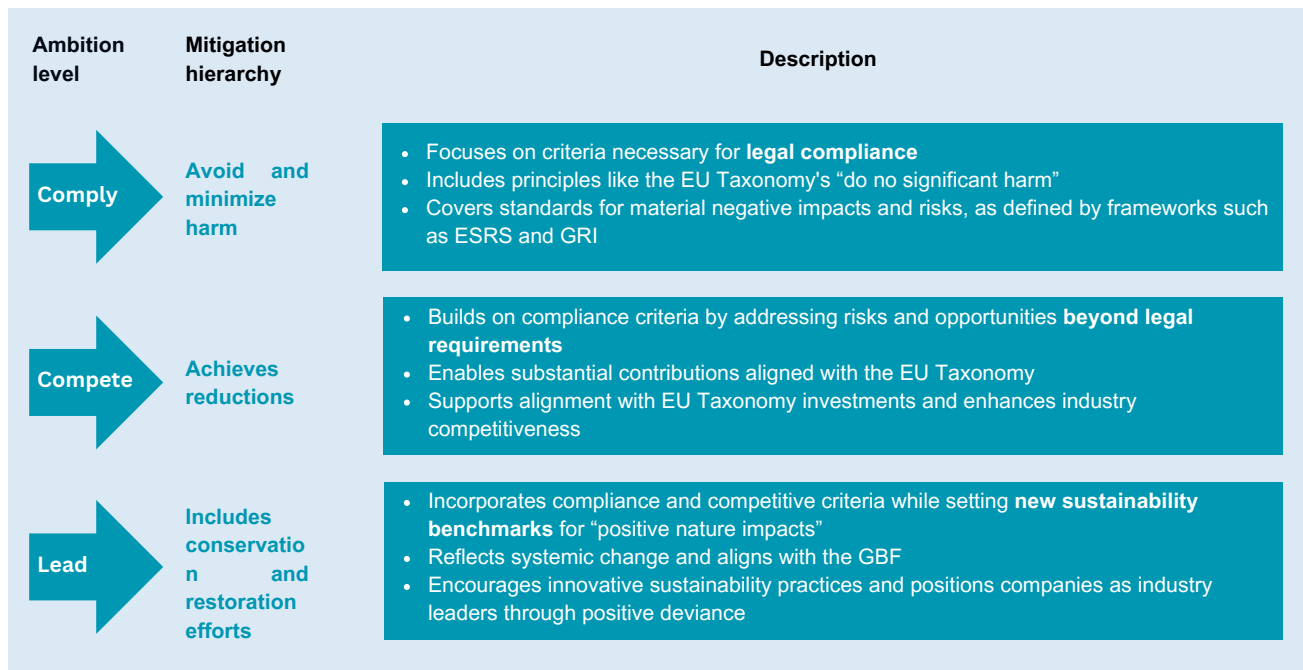 Ambition level
Mitigation hierarchy
Description
Comply
Avoid and
minimize
harm
• Focuses on criteria necessary for legal compliance
• Includes principles like the EU Taxonomy's “do no significant harm”
• Covers standards for material negative impacts and risks, as defined by frameworks such
as ESRS and GRI
Compete
Achieves
reductions
• Builds on compliance criteria by addressing risks and opportunities beyond legal
requirements
• Enables substantial contributions aligned with the EU Taxonomy
• Supports alignment with EU Taxonomy investments and enhances industry
competitiveness
Lead
Includes
conservatio
n and
restoration
efforts
• Incorporates compliance and competitive criteria while setting new sustainability
benchmarks for “positive nature impacts”
• Reflects systemic change and aligns with the GBF
• Encourages innovative sustainability practices and positions companies as industry
leaders through positive deviance